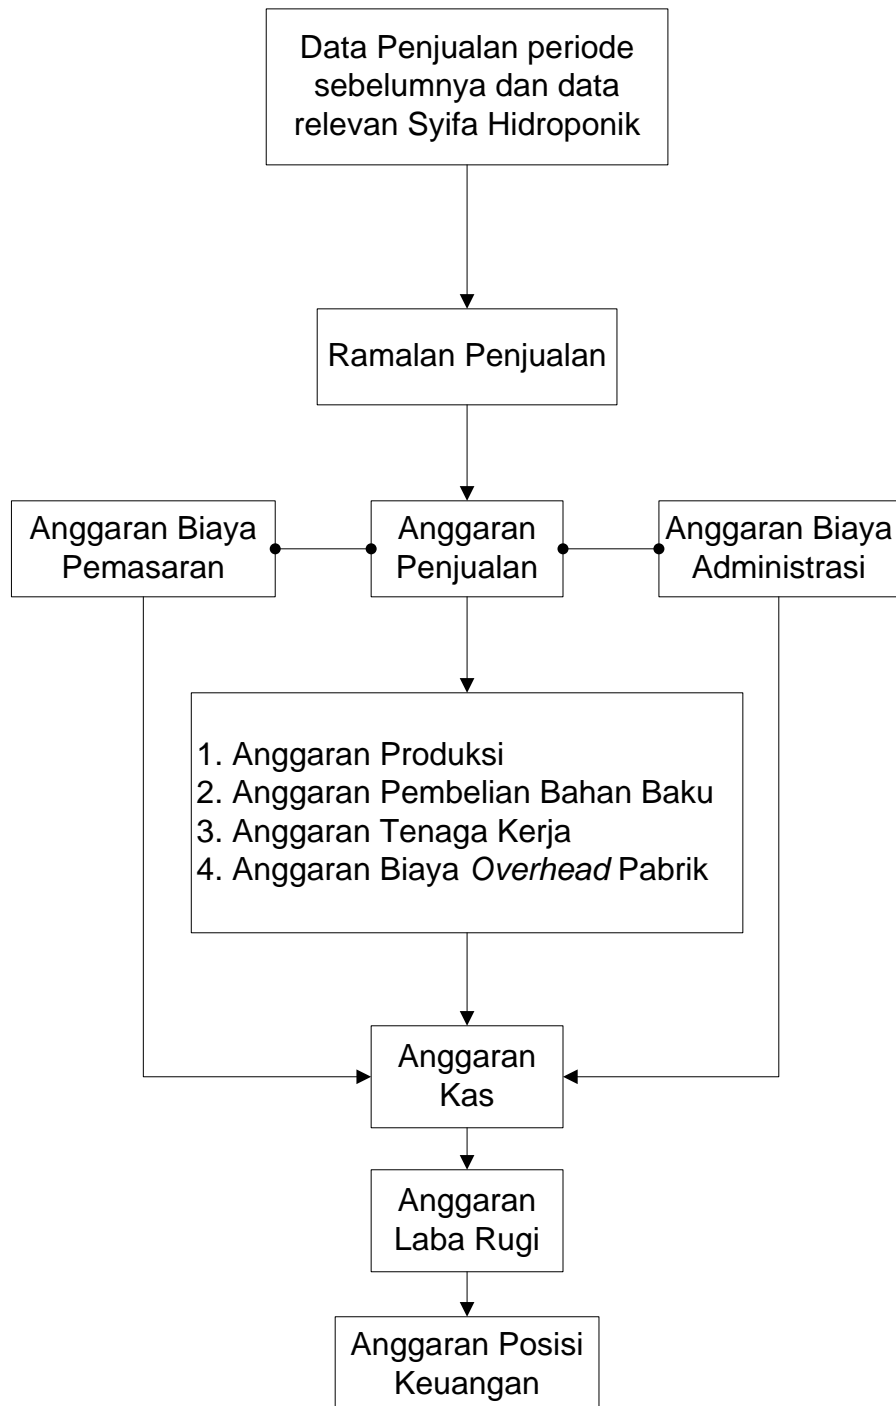 Data Penjualan periode
sebelumnya dan data
relevan Syifa Hidroponik
Ramalan Penjualan
Anggaran Biaya
Pemasaran
Anggaran
Penjualan
Anggaran Biaya
Administrasi
1. Anggaran Produksi
2. Anggaran Pembelian Bahan Baku
3. Anggaran Tenaga Kerja
4. Anggaran Biaya Overhead Pabrik
Anggaran
Kas
Anggaran
Laba Rugi
Anggaran Posisi
Keuangan